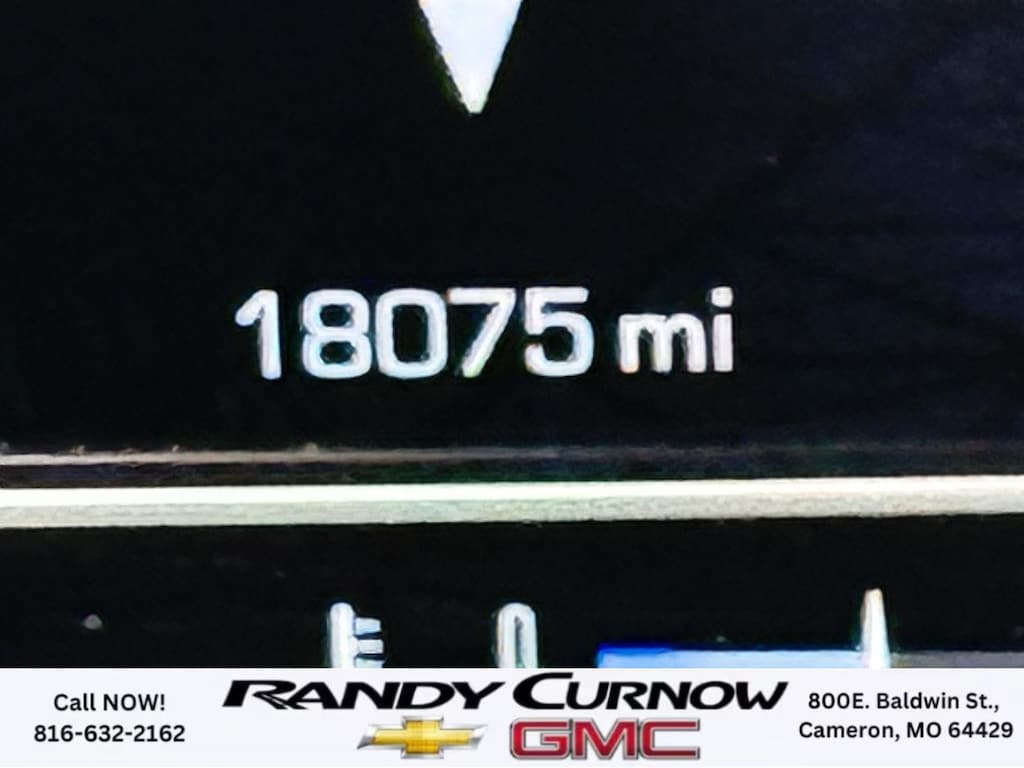 18075 mi
Call NOW!
816-632-2162
RANDY CURNOW
GMC
800E. Baldwin St.,
Cameron, MO 64429